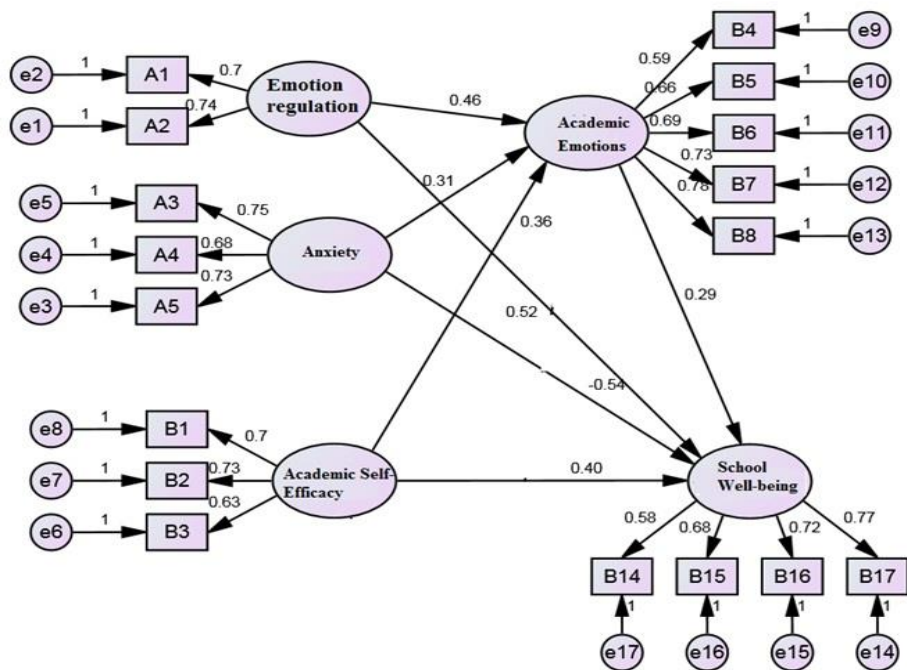 B4
1
e9
0.59
e2
1
A1
0.7
Emotion
regulation
0.66
B5
1
e10
0.46
Academic
Emotions
e1
1
A2
0.74
0.69
B6
1
e11
0.73
B7
1
e12
0.31
0.78
e5
1
A3
0.75
0.36
B8
1
e13
e4
1
A4
0.68
Anxiety
0.73
0.29
e3
1
A5
0.52
-0.54
e8
1
B1
0.7
e7
1
B2
0.73
Academic Self-
Efficacy
0.40
School
Well-being
0.63
e6
1
B3
0.58
0.68
0.72
0.77
B14
B15
B16
B17
1
1
1
1
e17
e16
e15
e14